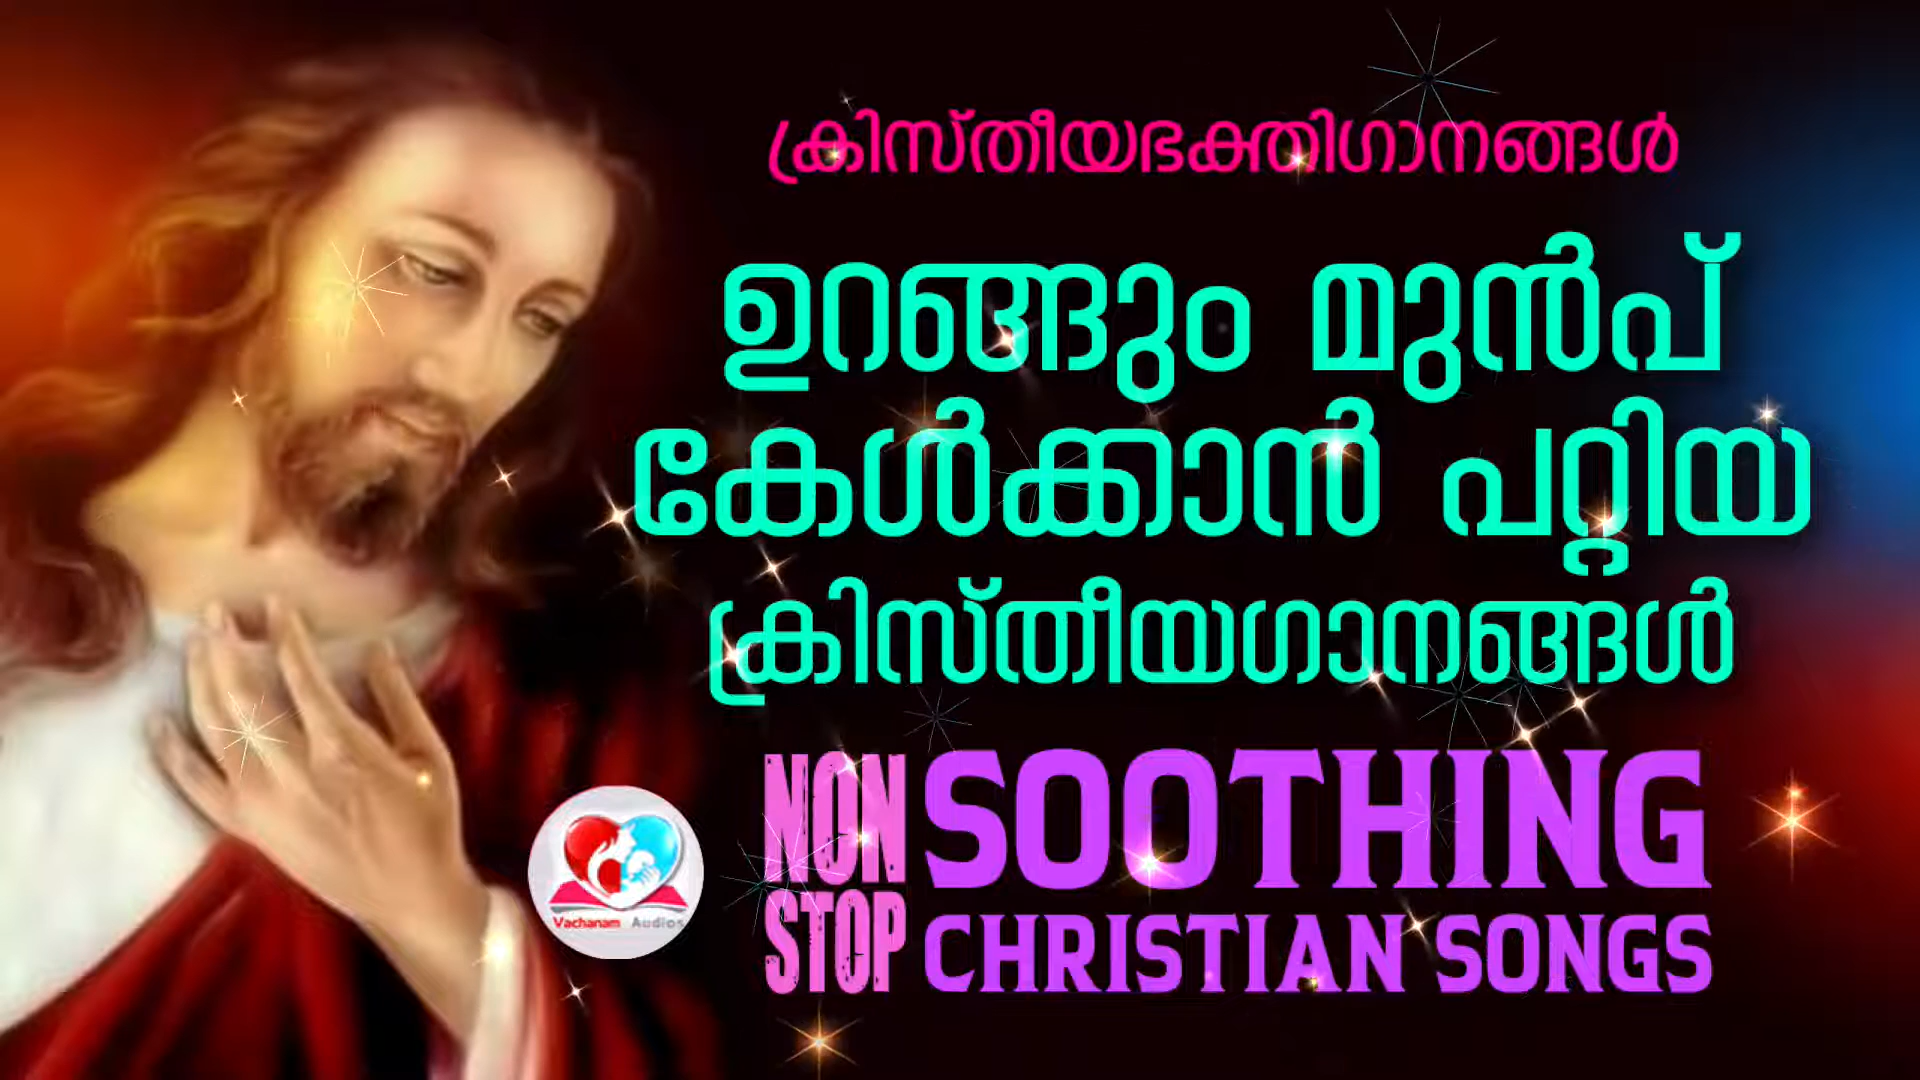 ക്രിസ്തീയഭക്തിഗാനങ്ങൾ
ഉറങ്ങും മുൻപ്
കേൾക്കാൻ പറ്റിയ
ക്രിസ്തീയഗാനങ്ങൾ
NON STOP
SOOTHING
CHRISTIAN SONGS
Vachanam Audios